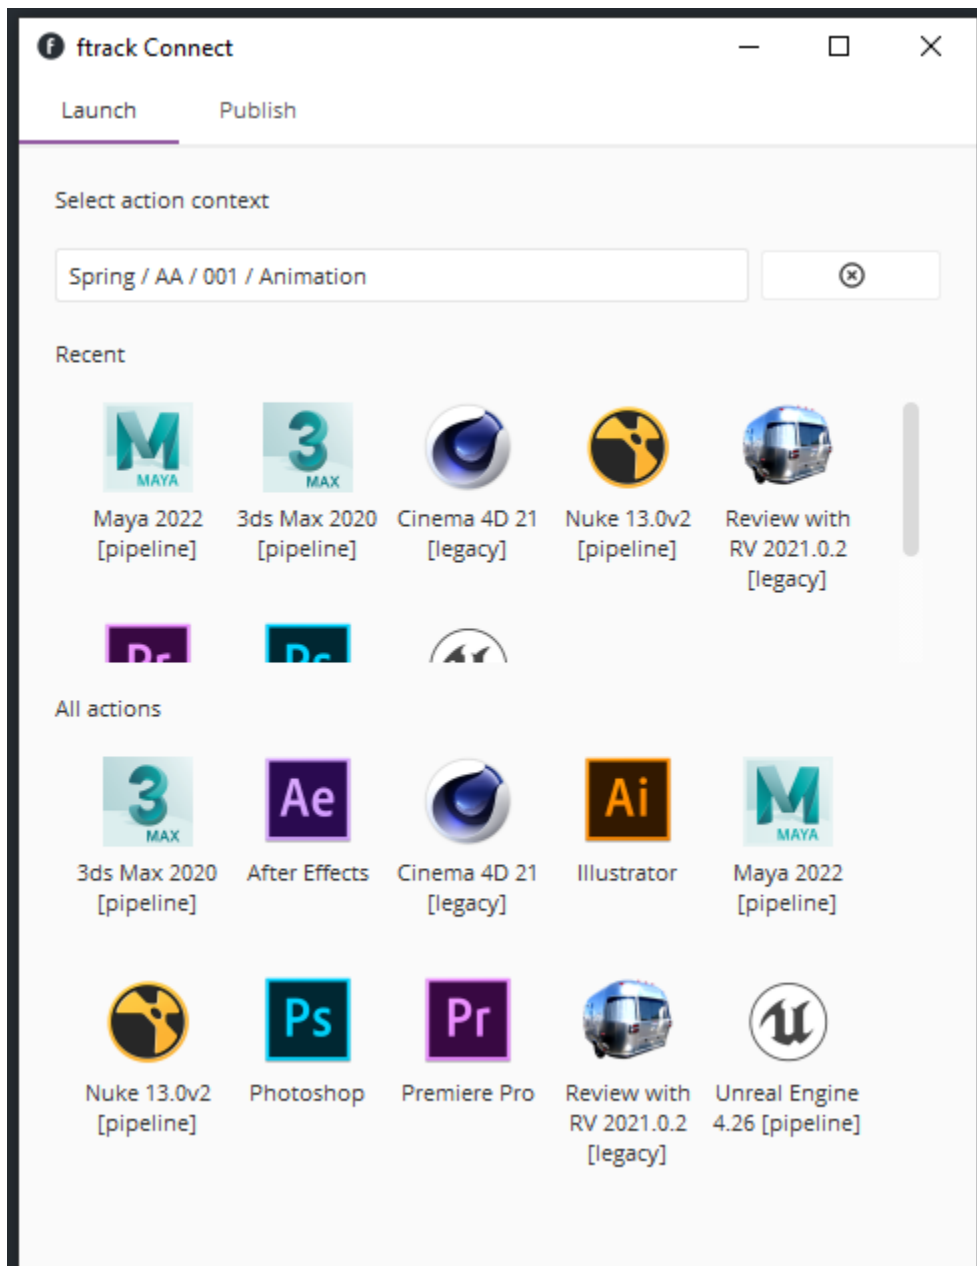 ftrack Connect
Launch Publish
Select action context
Spring / AA / 001 / Animation
Recent
M 3 
MAYA MAX
Maya 2022 3ds Max 2020 Cinema 4D 21 Nuke 13.0v2 Review with
[pipeline] [pipeline] [legacy] [pipeline] RV 2021.0.2
[legacy]
Pr Ps
All actions
3 Ae Ai M
MAX MAYA
3ds Max 2020 After Effects Cinema 4D 21 Illustrator Maya 2022
[pipeline] [legacy] [pipeline]
Ps Pr
Nuke 13.0v2 Photoshop Premiere Pro Review with Unreal Engine
[pipeline] RV 2021.0.2 4.26 [pipeline]
[legacy]